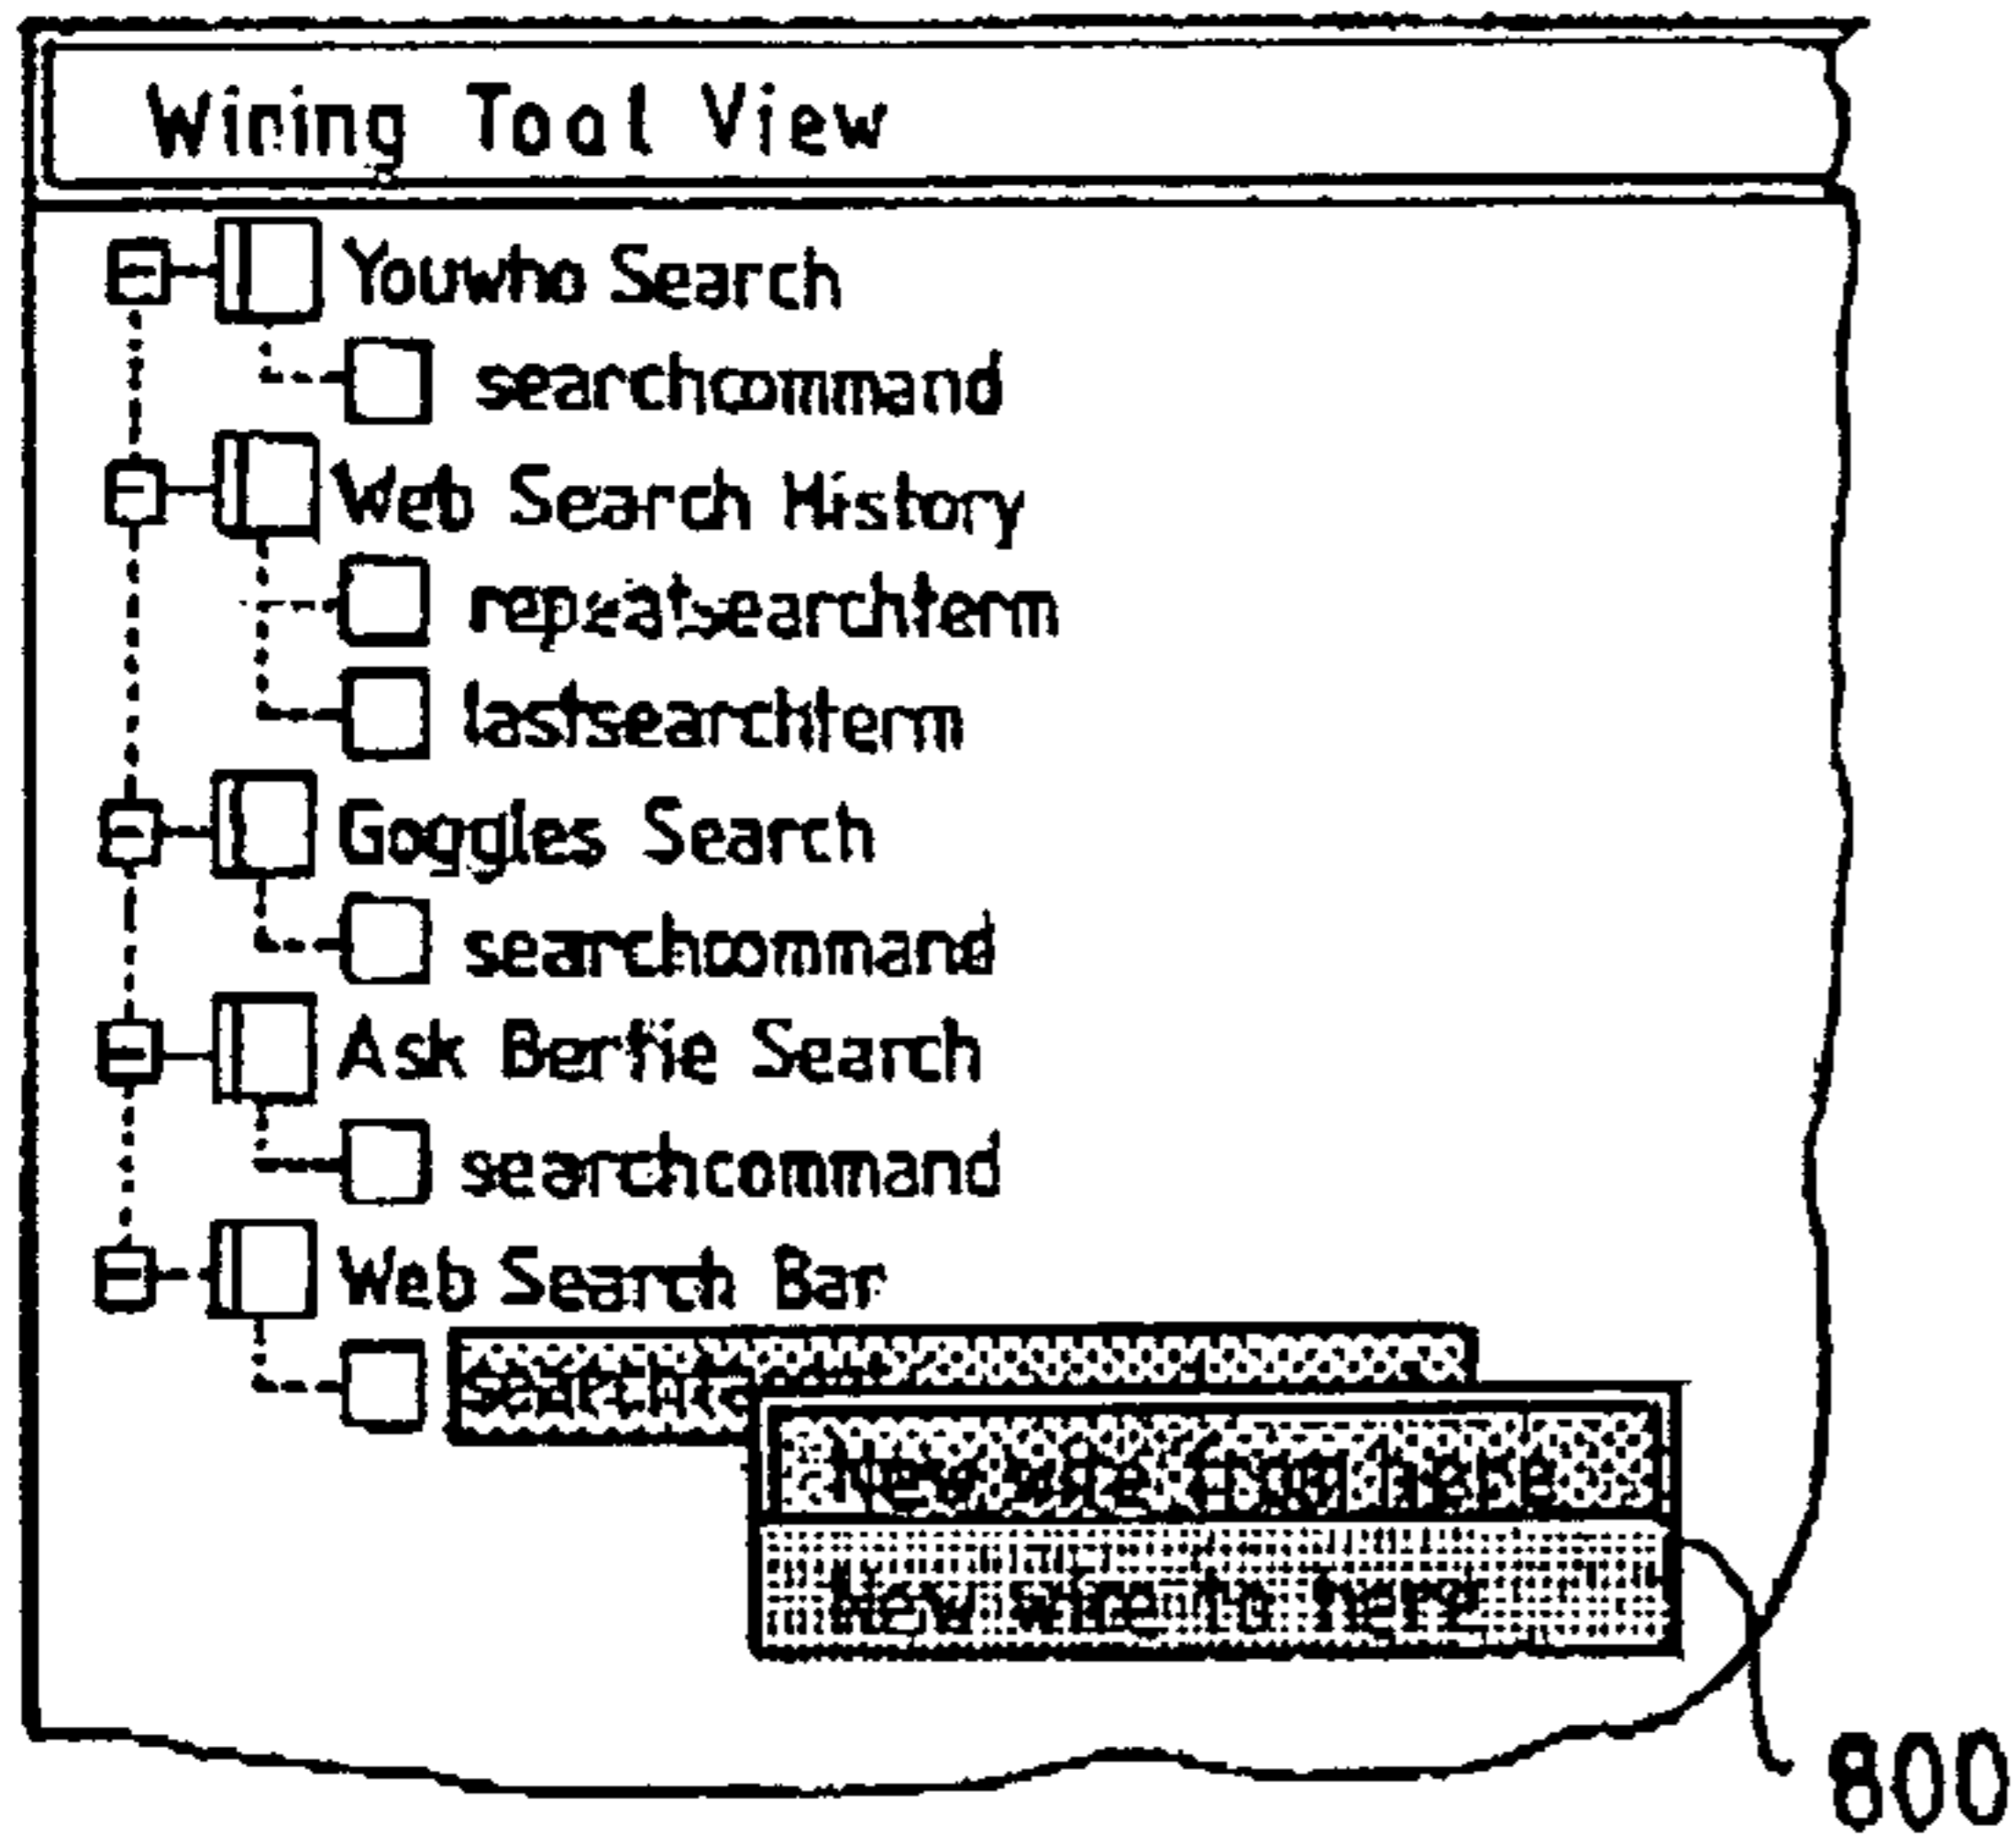 Wiring Tool View
Youwho Search
searchcommand
Web Search History
repeatsearchterm
lastsearchterm
Goggles Search
searchcommand
Ask Bertie Search
searchcommand
Web Search Bar
New wire from here
New wire to here
800